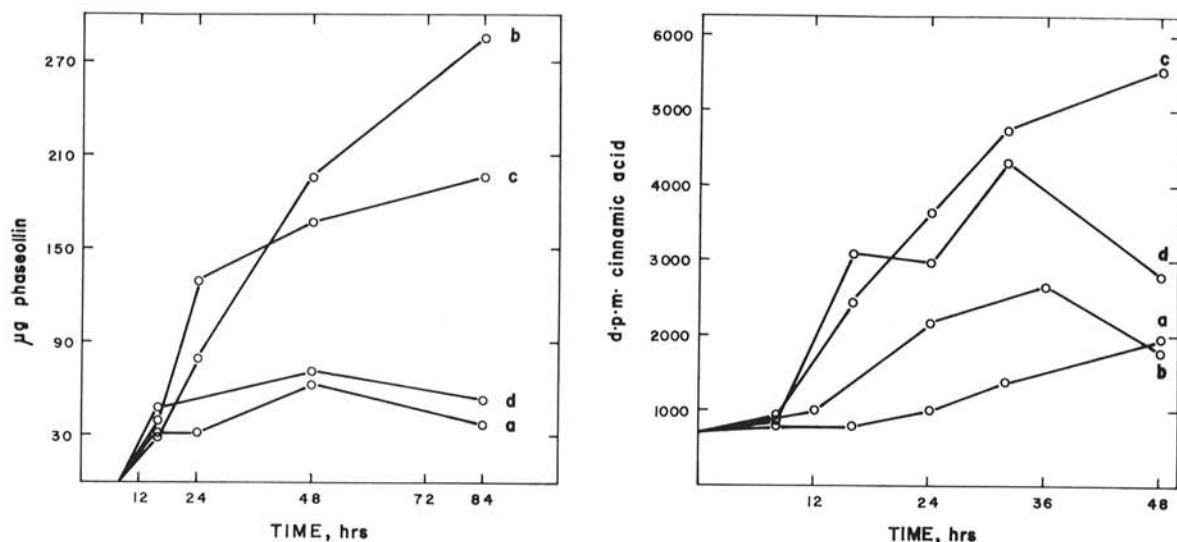 270
210
150
90
30
µg phaseollin
12 24 48 72 84
TIME, hrs
b
c
d
a
6000
5000
4000
3000
2000
1000
d·p·m· cinnamic acid
12 24 36 48
TIME, hrs
c
d
a
b